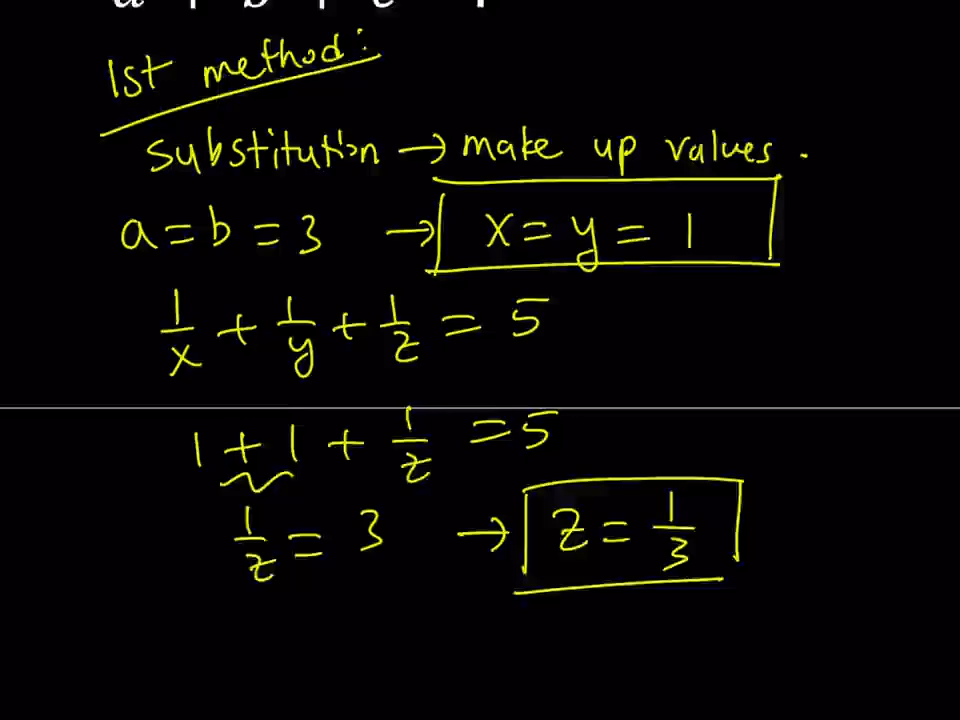 1st method:
substitution → make up values.
a = b = 3 → x = y = 1
1/x + 1/y + 1/z = 5
1 + 1 + 1/z = 5
1/z = 3 → z = 1/3